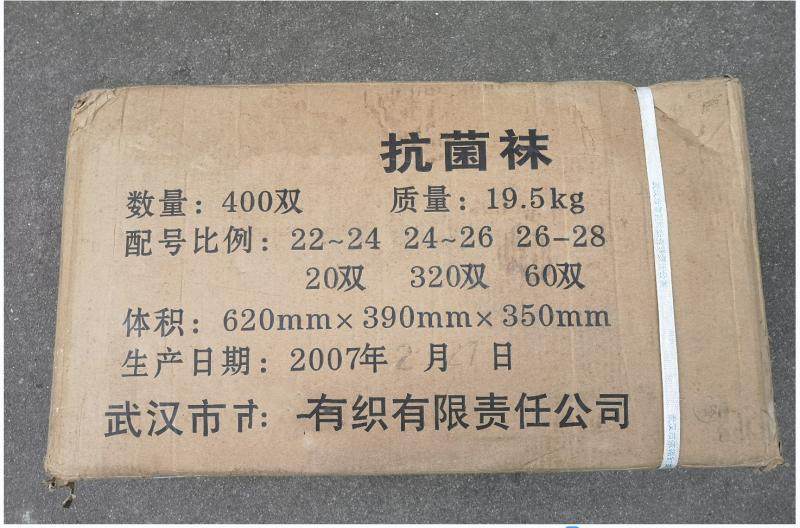 抗菌袜
数量：400双 质量：19.5kg
配号比例：22~24 24~26 26-28
20双 320双 60双
体积：620mm×390mm×350mm
生产日期：2007年2月27日
武汉市 有织有限责任公司